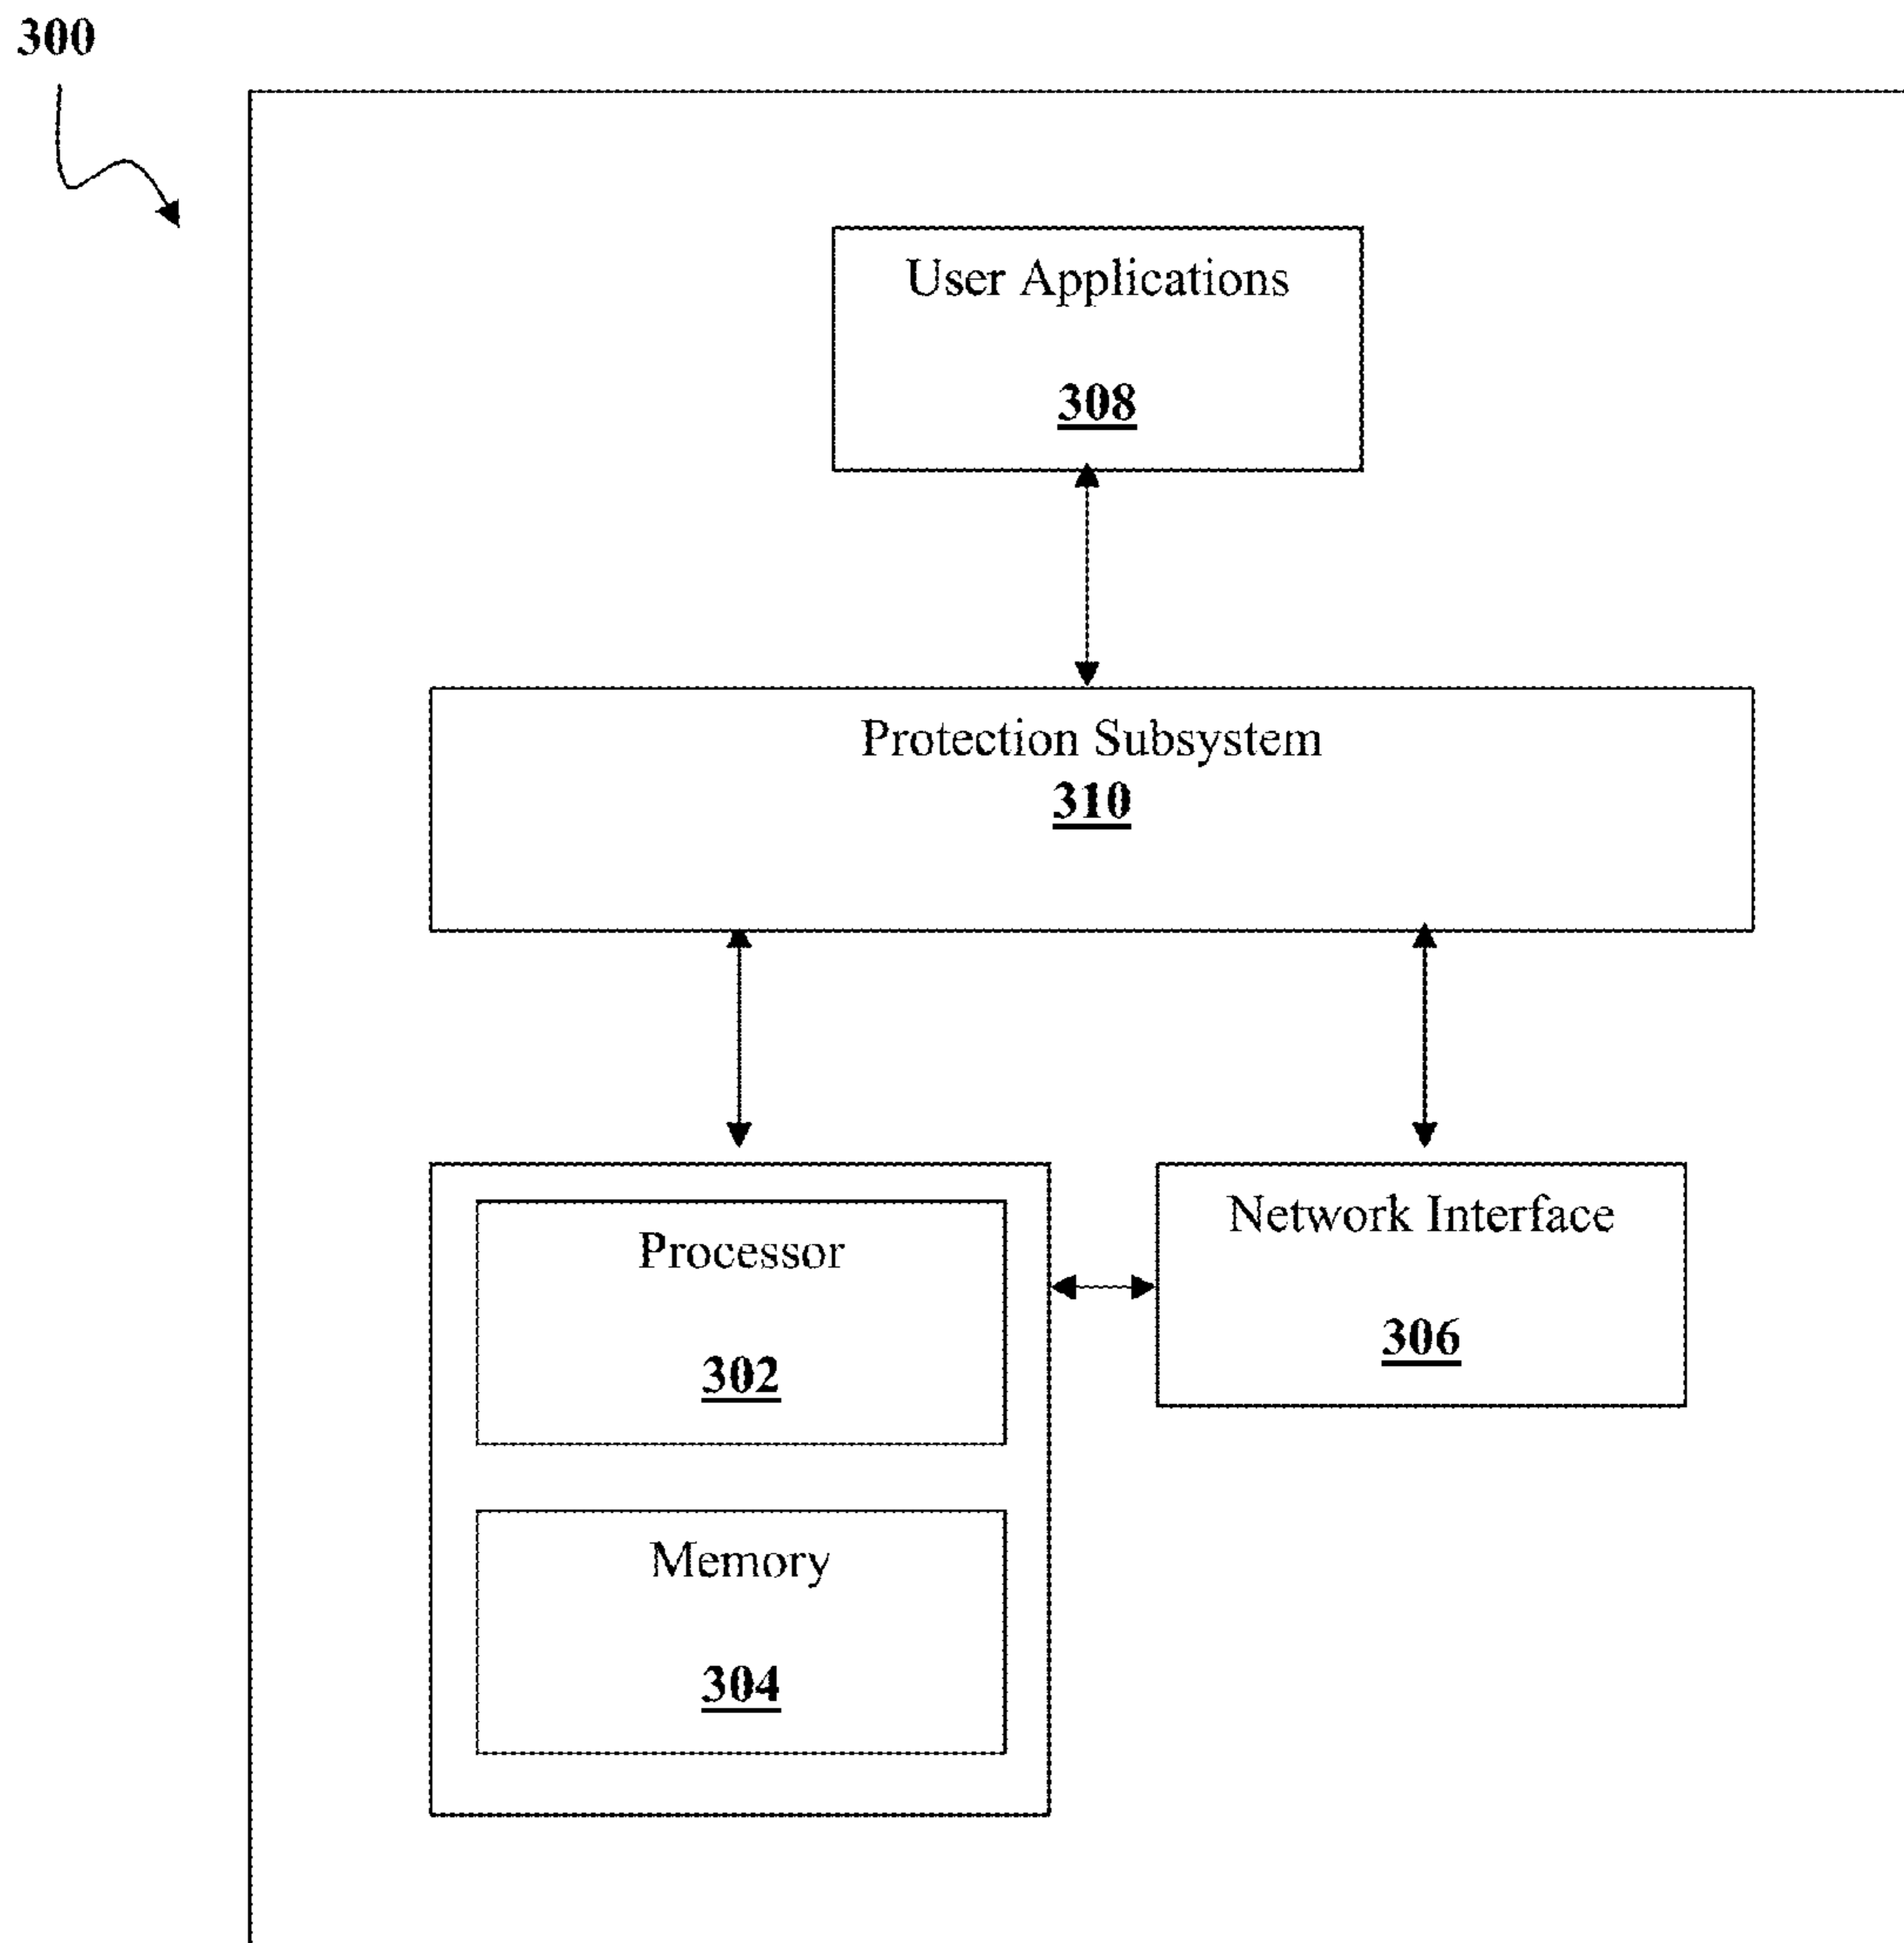 300
User Applications
308
Protection Subsystem
310
Processor
302
Network Interface
306
Memory
304